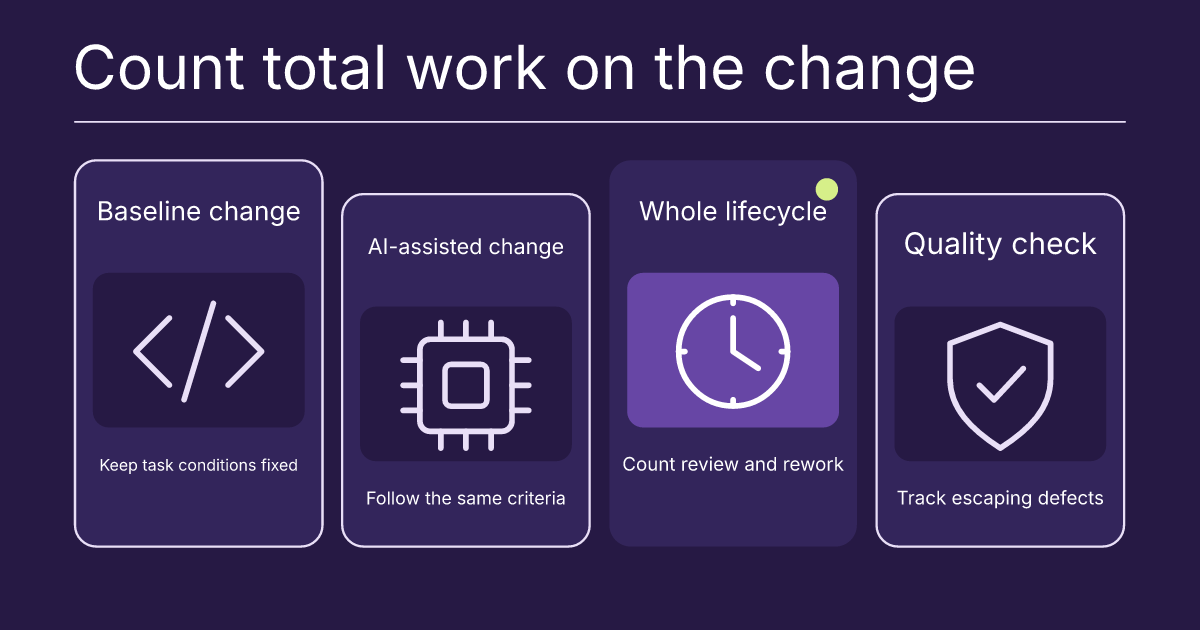 Count total work on the change
Baseline change
Keep task conditions fixed
AI-assisted change
Follow the same criteria
Whole lifecycle
Count review and rework
Quality check
Track escaping defects